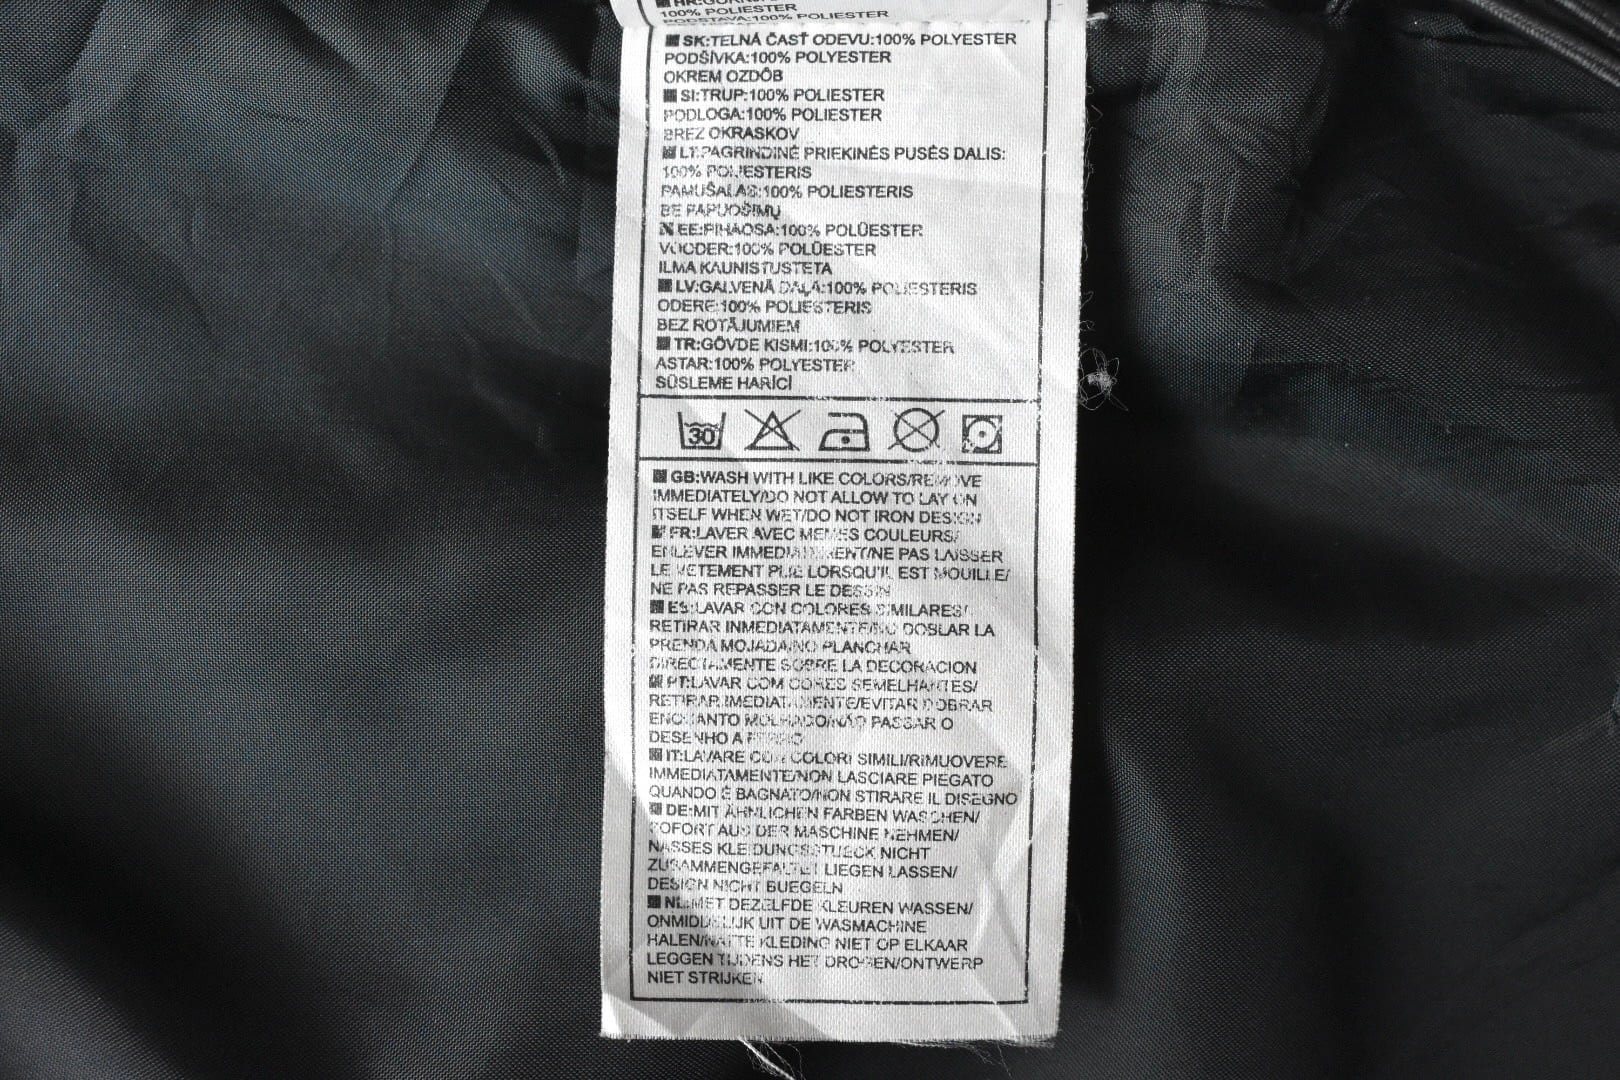 100% POLIESTER
PODSTAVA:100% POLIESTER
SK:TELNÁ ČASŤ ODEVU:100% POLYESTER
PODŠÍVKA:100% POLYESTER
OKREM OZDÔB
SI:TRUP:100% POLIESTER
PODLOGA:100% POLIESTER
BREZ OKRASKOV
LT:PAGRINDINĖ PRIEKINĖS PUSĖS DALIS:
100% POLIESTERIS
PAMUŠALAS:100% POLIESTERIS
BE PAPUOŠIMŲ
EE:PIHAOSA:100% POLÜESTER
VOODER:100% POLÜESTER
ILMA KAUNISTUSTETA
LV:GALVENĀ DAĻA:100% POLIESTERIS
ODERE:100% POLIESTERIS
BEZ ROTĀJUMIEM
TR:GÖVDE KISMI:100% POLYESTER
ASTAR:100% POLYESTER
SÜSLEME HARİCİ
30
GB:WASH WITH LIKE COLORS/REMOVE
IMMEDIATELY/DO NOT ALLOW TO LAY ON
ITSELF WHEN WET/DO NOT IRON DESIGN
FR:LAVER AVEC MEMES COULEURS/
ENLEVER IMMEDIATEMENT/NE PAS LAISSER
LE VETEMENT PLIE LORSQU'IL EST MOUILLE/
NE PAS REPASSER LE DESSIN
ES:LAVAR CON COLORES SIMILARES/
RETIRAR INMEDIATAMENTE/NO DOBLAR LA
PRENDA MOJADA/NO PLANCHAR
DIRECTAMENTE SOBRE LA DECORACION
PT:LAVAR COM CORES SEMELHANTES/
RETIRAR IMEDIATAMENTE/EVITAR DOBRAR
ENQUANTO MOLHADO/NÃO PASSAR O
DESENHO A FERRO
IT:LAVARE CON COLORI SIMILI/RIMUOVERE
IMMEDIATAMENTE/NON LASCIARE PIEGATO
QUANDO È BAGNATO/NON STIRARE IL DISEGNO
DE:MIT ÄHNLICHEN FARBEN WASCHEN/
SOFORT AUS DER MASCHINE NEHMEN/
NASSES KLEIDUNGSSTUECK NICHT
ZUSAMMENGEFALTET LIEGEN LASSEN/
DESIGN NICHT BUEGELN
NL:MET DEZELFDE KLEUREN WASSEN/
ONMIDDELIJK UIT DE WASMACHINE
HALEN/NATTE KLEDING NIET OP ELKAAR
LEGGEN TIJDENS HET DROGEN/ONTWERP
NIET STRIJKEN